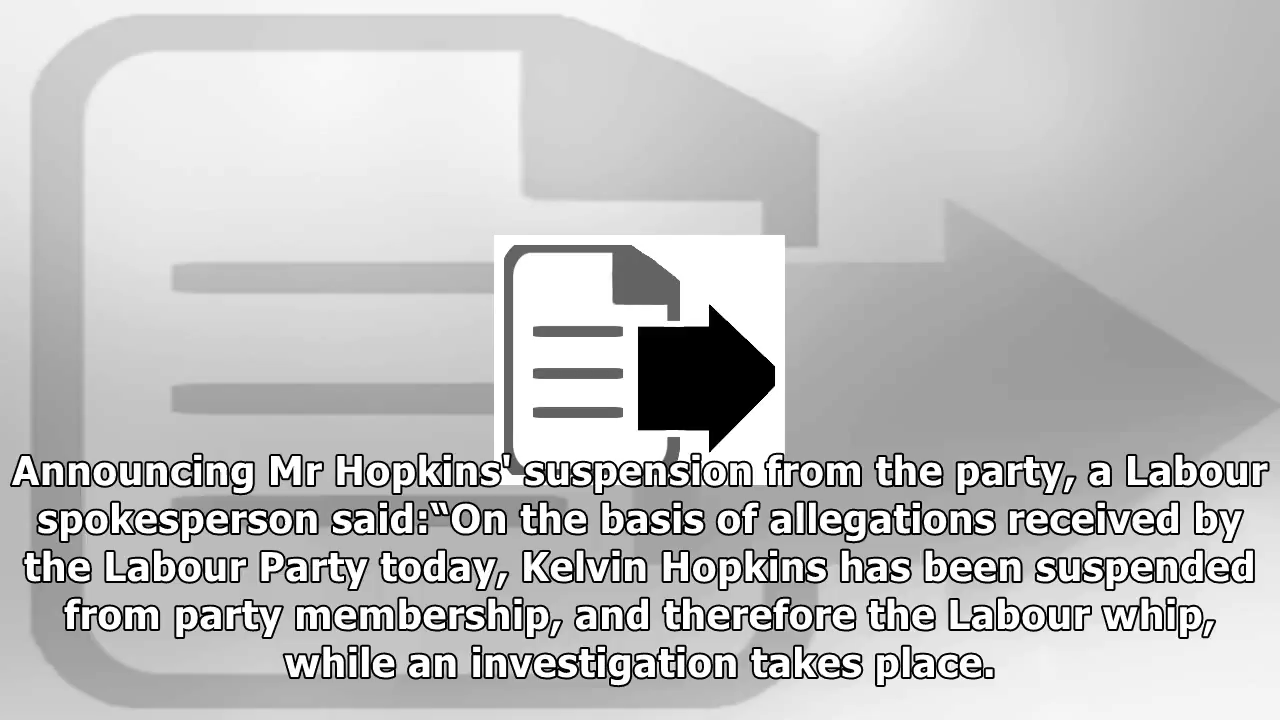 Announcing Mr Hopkins' suspension from the party, a Labour
spokesperson said:“On the basis of allegations received by
the Labour Party today, Kelvin Hopkins has been suspended
from party membership, and therefore the Labour whip,
while an investigation takes place.